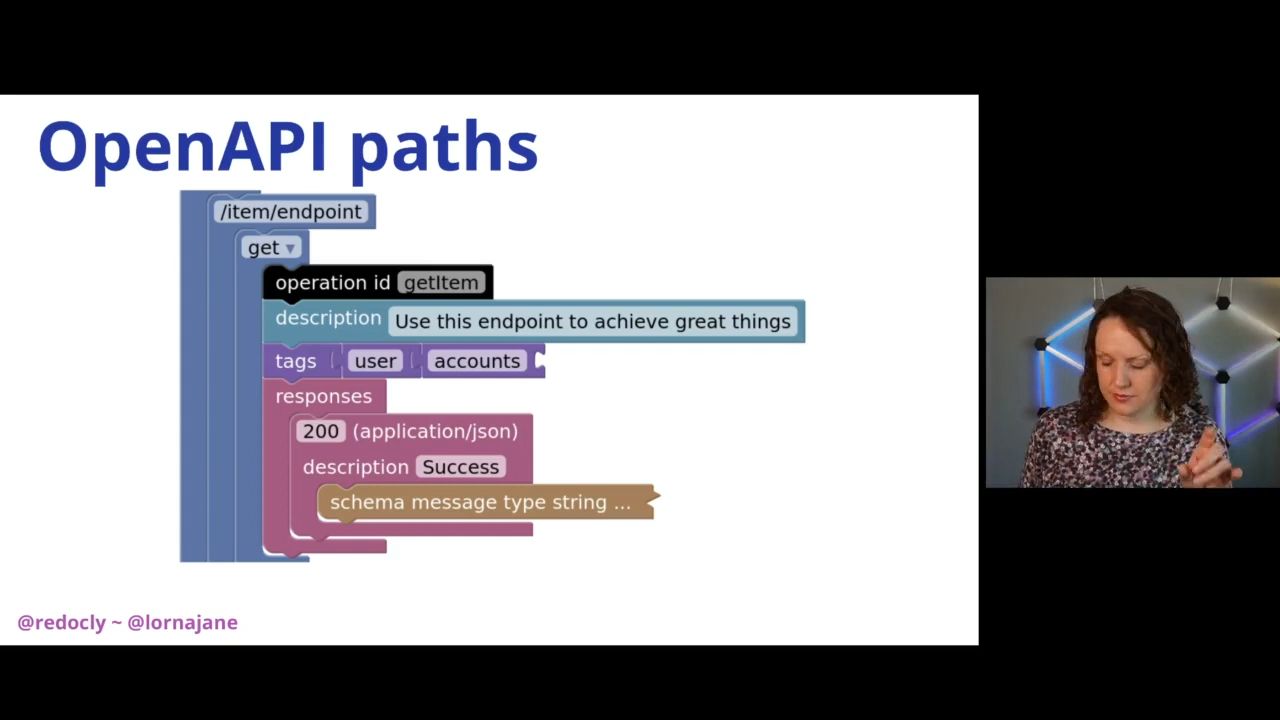 OpenAPI paths
/item/endpoint
get ▾
operation id getItem
description Use this endpoint to achieve great things
tags user accounts
responses
200 (application/json)
description Success
schema message type string ...
@redocly ~ @lornajane